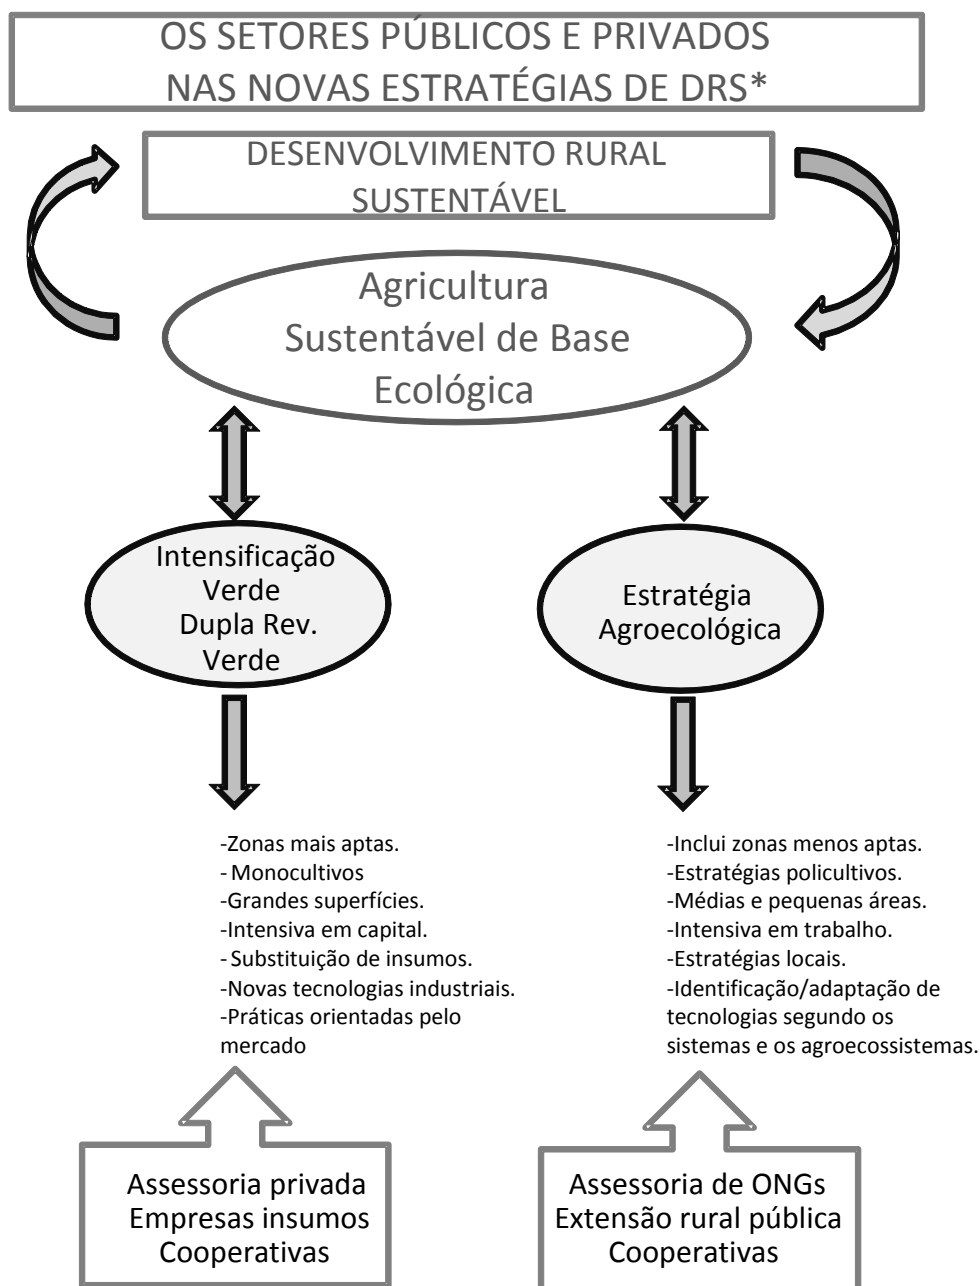 OS SETORES PÚBLICOS E PRIVADOS
NAS NOVAS ESTRATÉGIAS DE DRS*
DESENVOLVIMENTO RURAL
SUSTENTÁVEL
Agricultura
Sustentável de Base
Ecológica
Intensificação
Verde
Dupla Rev.
Verde
Estratégia
Agroecológica
-Zonas mais aptas.
-Monocultivos
-Grandes superfícies.
-Intensiva em capital.
-Substituição de insumos.
-Novas tecnologias industriais.
-Práticas orientadas pelo
mercado
-Inclui zonas menos aptas.
-Estratégias policultivos.
-Médias e pequenas áreas.
-Intensiva em trabalho.
-Estratégias locais.
-Identificação/adaptação de
tecnologias segundo os
sistemas e os agroecossistemas.
Assessoria privada
Empresas insumos
Cooperativas
Assessoria de ONGs
Extensão rural pública
Cooperativas